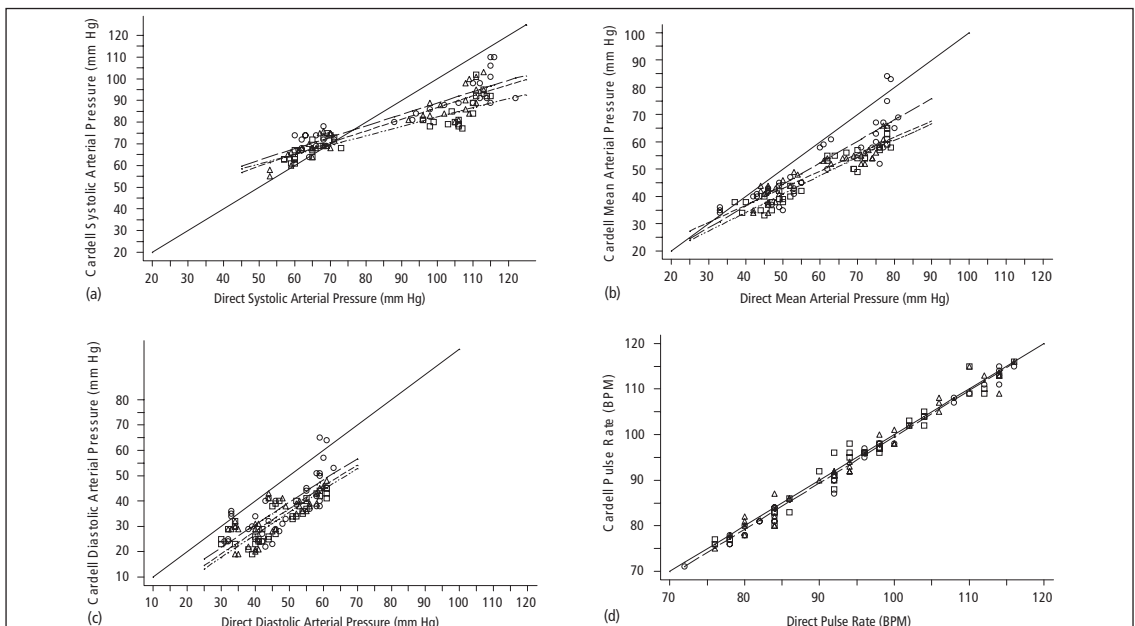 Cardell Systolic Arterial Pressure (mm Hg)
110
100
90
80
70
60
50
40
30
20
20 30 40 50 60 70 80 90 100 110 120
(a)
Direct Systolic Arterial Pressure (mm Hg)
Cardell Mean Arterial Pressure (mm Hg)
100
90
80
70
60
50
40
30
20
20 30 40 50 60 70 80 90 100 110 120
(b)
Direct Mean Arterial Pressure (mm Hg)
Cardell Diastolic Arterial Pressure (mm Hg)
80
70
60
50
40
30
20
10
10 20 30 40 50 60 70 80 90 100 110 120
(c)
Direct Diastolic Arterial Pressure (mm Hg)
Cardell Pulse Rate (BPM)
120
110
100
90
80
70
70 80 90 100 110 120
(d)
Direct Pulse Rate (BPM)